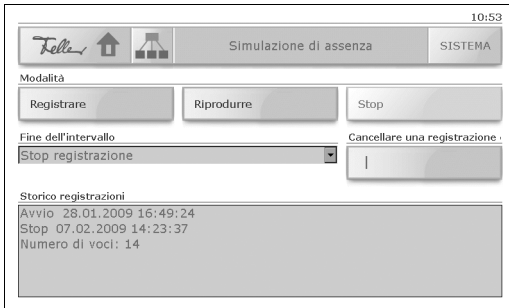 10:53
Feller
Simulazione di assenza
SISTEMA
Modalità
Registrare
Riprodurre
Stop
Fine dell'intervallo
Cancellare una registrazione
Stop registrazione
Storico registrazioni
Avvio 28.01.2009 16:49:24
Stop 07.02.2009 14:23:37
Numero di voci: 14